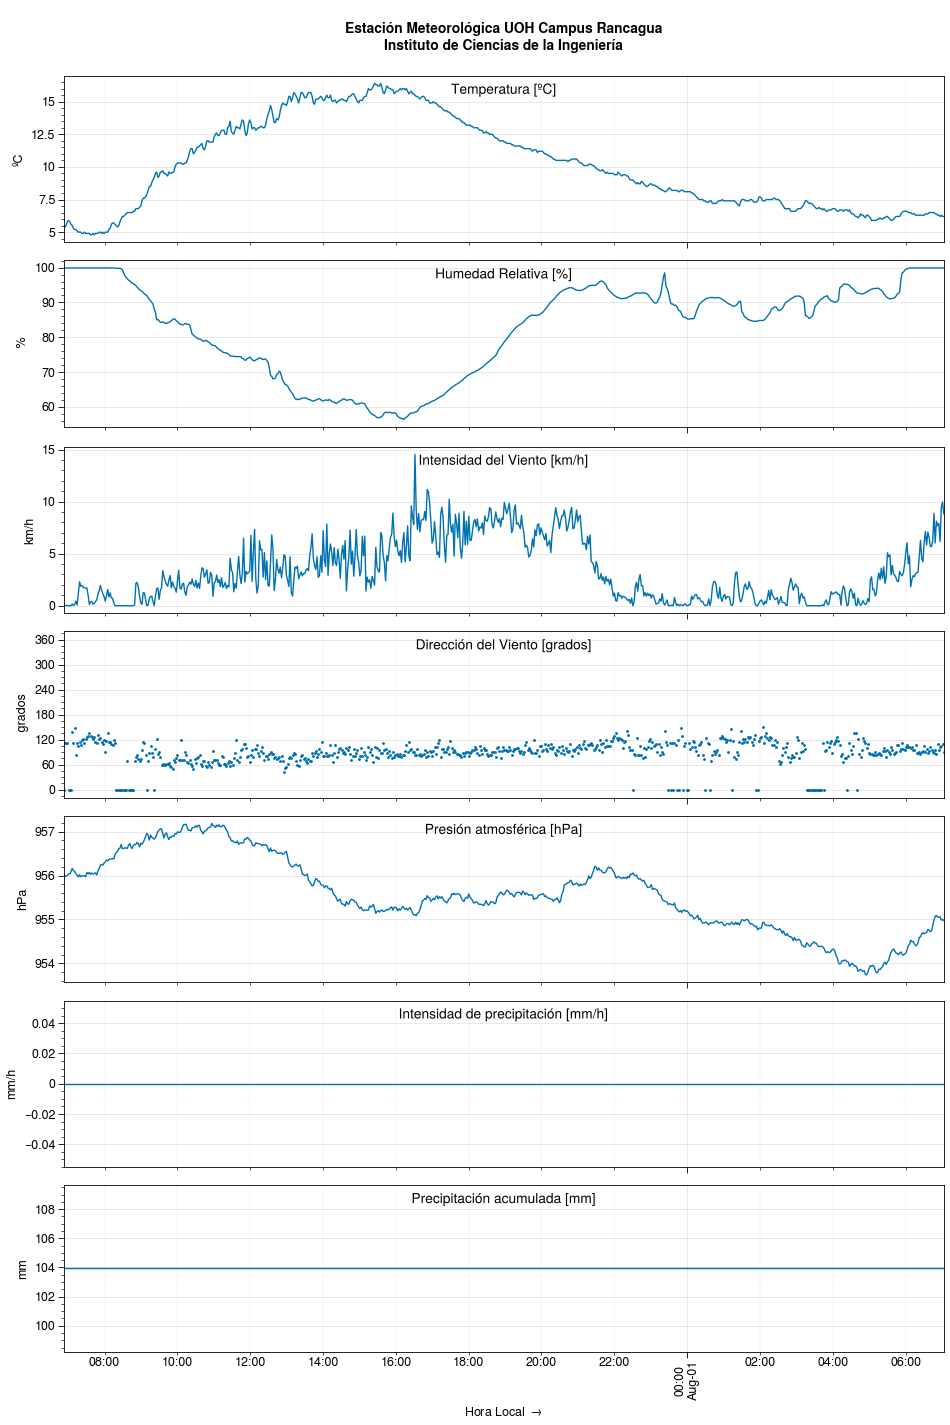 Estación Meteorológica UOH Campus Rancagua
Instituto de Ciencias de la Ingeniería
Temperatura [ºC]
ºC
15
12.5
10
7.5
5
Humedad Relativa [%]
%
100
90
80
70
60
Intensidad del Viento [km/h]
km/h
15
10
5
0
Dirección del Viento [grados]
grados
360
300
240
180
120
60
0
Presión atmosférica [hPa]
hPa
957
956
955
954
Intensidad de precipitación [mm/h]
mm/h
0.04
0.02
0
−0.02
−0.04
Precipitación acumulada [mm]
mm
108
106
104
102
100
08:00 10:00 12:00 14:00 16:00 18:00 20:00 22:00 00:00 02:00 04:00 06:00
Aug-01
Hora Local →